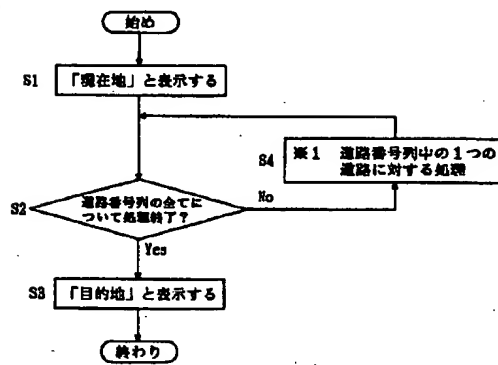 始め
S1
「現在地」と表示する
S4
※1 道路番号列中の1つの
道路に対する処理
S2
道路番号列の全てに
ついて処理終了?
No
Yes
S3
「目的地」と表示する
終わり